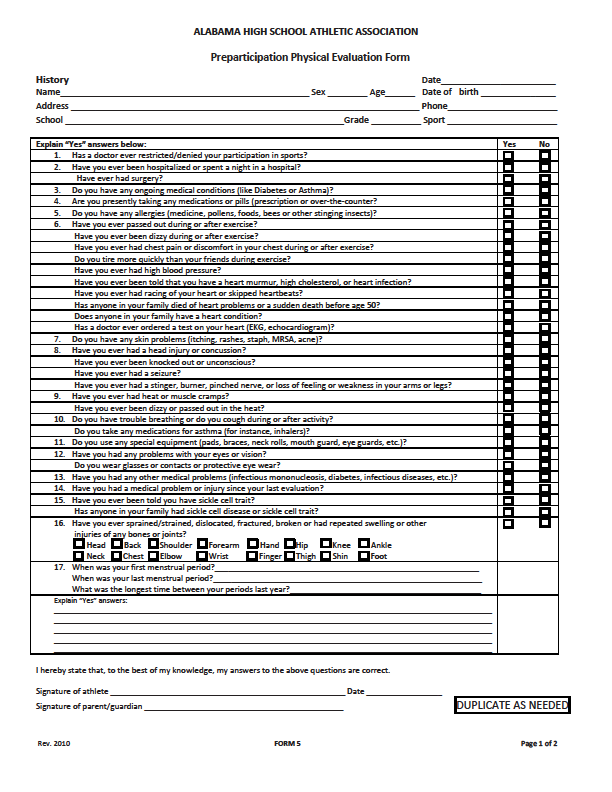 ALABAMA HIGH SCHOOL ATHLETIC ASSOCIATION
Preparticipation Physical Evaluation Form
History Date
Name Sex Age Date of birth
Address Phone
School Grade Sport
Explain "Yes" answers below: Yes No
1. Has a doctor ever restricted/denied your participation in sports?
2. Have you ever been hospitalized or spent a night in a hospital?
Have ever had surgery?
3. Do you have any ongoing medical conditions (like Diabetes or Asthma)?
4. Are you presently taking any medications or pills (prescription or over-the-counter?
5. Do you have any allergies (medicine, pollens, foods, bees or other stinging insects)?
6. Have you ever passed out during or after exercise?
Have you ever been dizzy during or after exercise?
Have you ever had chest pain or discomfort in your chest during or after exercise?
Do you tire more quickly than your friends during exercise?
Have you ever had high blood pressure?
Have you ever been told that you have a heart murmur, high cholesterol, or heart infection?
Have you ever had racing of your heart or skipped heartbeats?
Has anyone in your family died of heart problems or a sudden death before age 50?
Does anyone in your family have a heart condition?
Has a doctor ever ordered a test on your heart (EKG, echocardiogram)?
7. Do you have any skin problems (itching, rashes, staph, MRSA, acne)?
8. Have you ever had a head injury or concussion?
Have you ever been knocked out or unconscious?
Have you ever had a seizure?
Have you ever had a stinger, burner, pinched nerve, or loss of feeling or weakness in your arms or legs?
9. Have you ever had heat or muscle cramps?
Have you ever been dizzy or passed out in the heat?
10. Do you have trouble breathing or do you cough during or after activity?
Do you take any medications for asthma (for instance, inhalers)?
11. Do you use any special equipment (pads, braces, neck rolls, mouth guard, eye guards, etc.)?
12. Have you had any problems with your eyes or vision?
Do you wear glasses or contacts or protective eye wear?
13. Have you had any other medical problems (infectious mononucleosis, diabetes, infectious diseases, etc.)?
14. Have you had a medical problem or injury since your last evaluation?
15. Have you ever been told you have sickle cell trait?
Has anyone in your family had sickle cell disease or sickle cell trait?
16. Have you ever sprained/strained, dislocated, fractured, broken or had repeated swelling or other
injuries of any bones or joints?
Head Back Shoulder Forearm Hand Hip Knee Ankle
Neck Chest Elbow Wrist Finger Thigh Shin Foot
17. When was your first menstrual period?
When was your last menstrual period?
What was the longest time between your periods last year?
Explain "Yes" answers:
I hereby state that, to the best of my knowledge, my answers to the above questions are correct.
Signature of athlete Date
Signature of parent/guardian
DUPLICATE AS NEEDED
Rev. 2010 FORM 5 Page 1 of 2